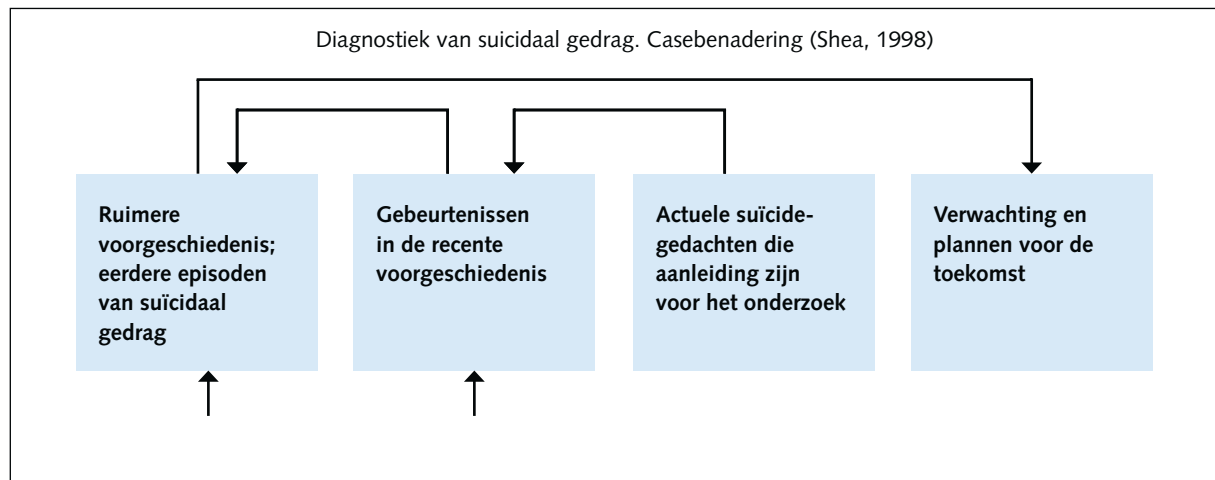 Diagnostiek van suicidaal gedrag. Casebenadering (Shea, 1998)
Ruimere
voorgeschiedenis;
eerdere episoden
van suïcidaal
gedrag
Gebeurtenissen
in de recente
voorgeschiedenis
Actuele suïcide-
gedachten die
aanleiding zijn
voor het onderzoek
Verwachting en
plannen voor de
toekomst